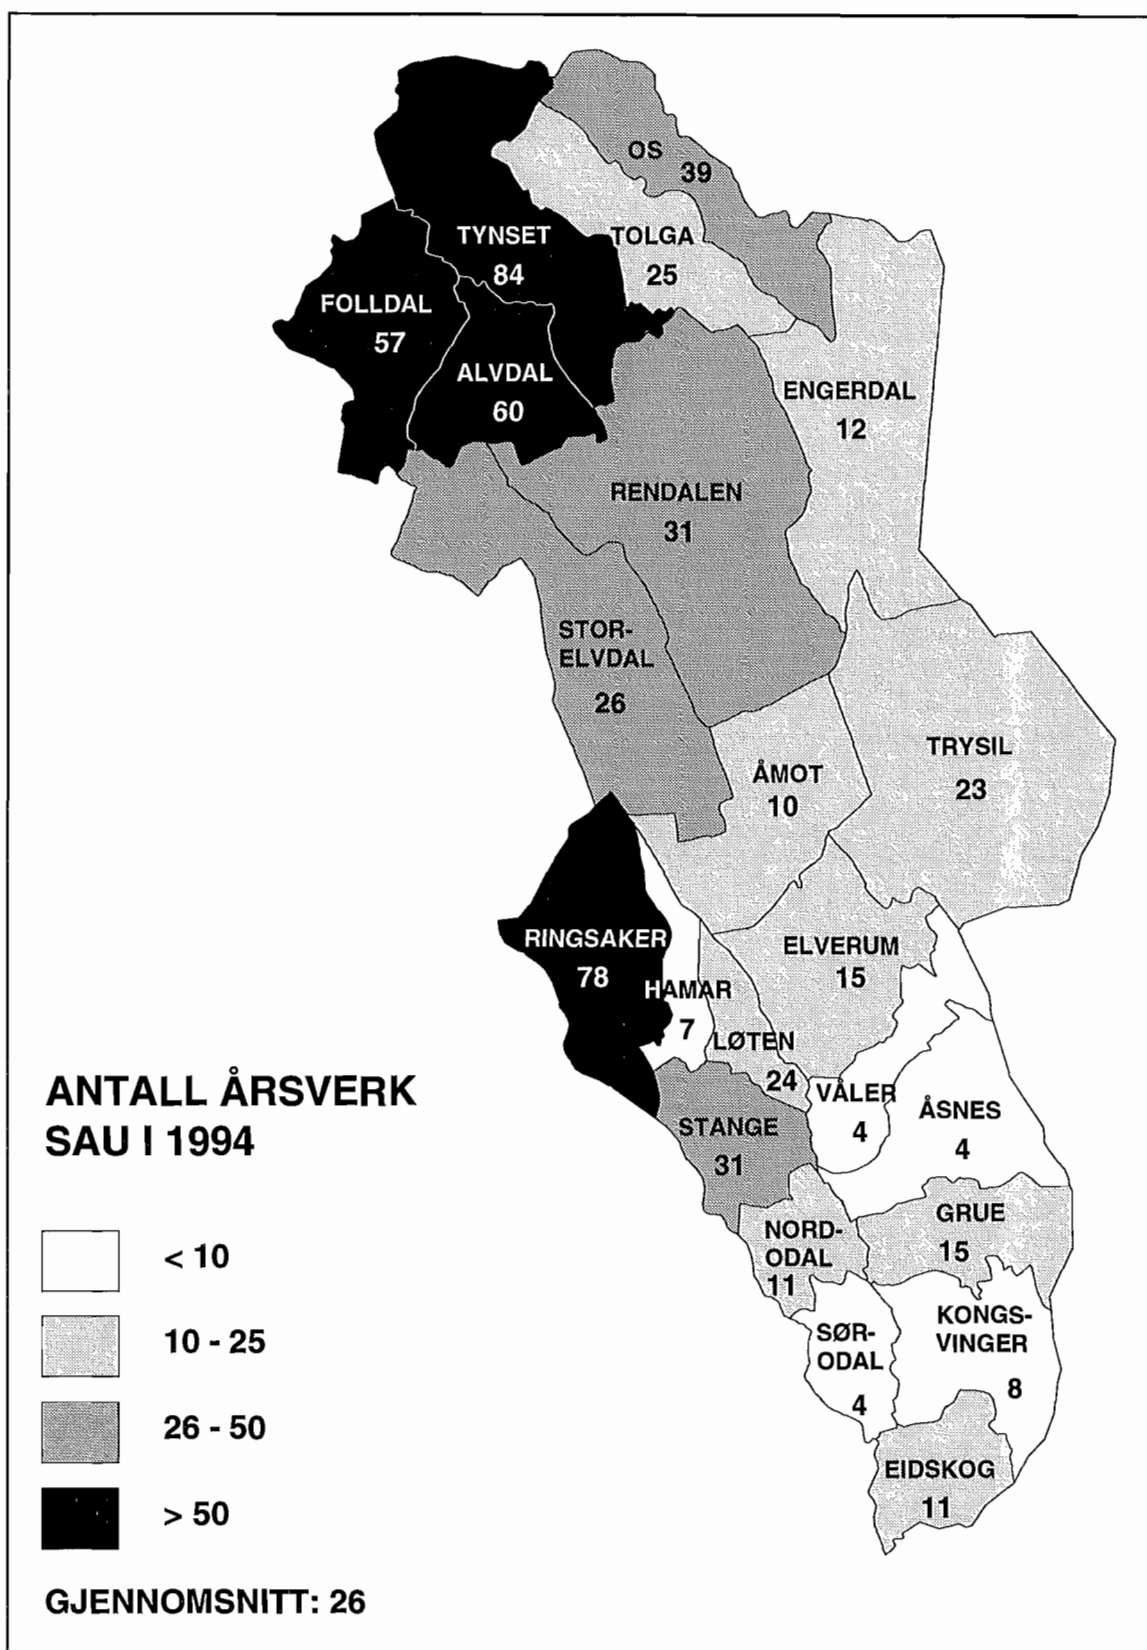 OS
39
TYNSET
84
TOLGA
25
FOLLDAL
57
ALVDAL
60
ENGERDAL
12
RENDALEN
31
STOR-
ELVDAL
26
TRYSIL
23
ÅMOT
10
RINGSAKER
78
ELVERUM
15
HAMAR
7
LØTEN
24
VÅLER
4
ÅSNES
4
STANGE
31
GRUE
15
NORD-
ODAL
11
KONGS-
VINGER
8
SØR-
ODAL
4
EIDSKOG
11
ANTALL ÅRSVERK
SAU I 1994
< 10
10 - 25
26 - 50
> 50
GJENNOMSNITT: 26